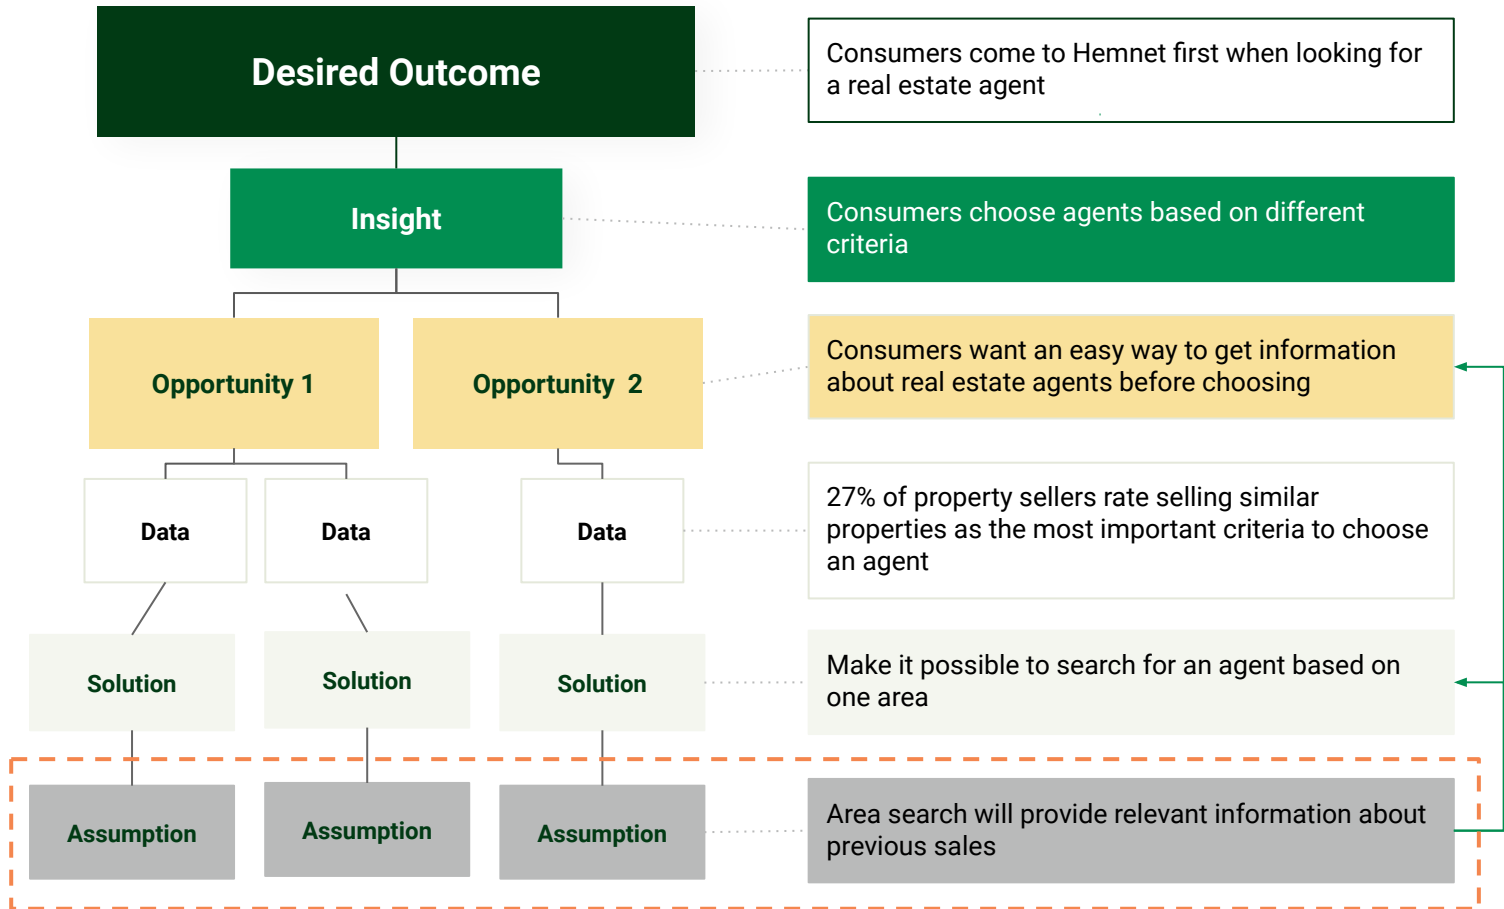 Desired Outcome
Consumers come to Hemnet first when looking for
a real estate agent
Insight
Consumers choose agents based on different
criteria
Opportunity 1
Opportunity 2
Consumers want an easy way to get information
about real estate agents before choosing
Data
Data
Data
27% of property sellers rate selling similar
properties as the most important criteria to choose
an agent
Solution
Solution
Solution
Make it possible to search for an agent based on
one area
Assumption
Assumption
Assumption
Area search will provide relevant information about
previous sales